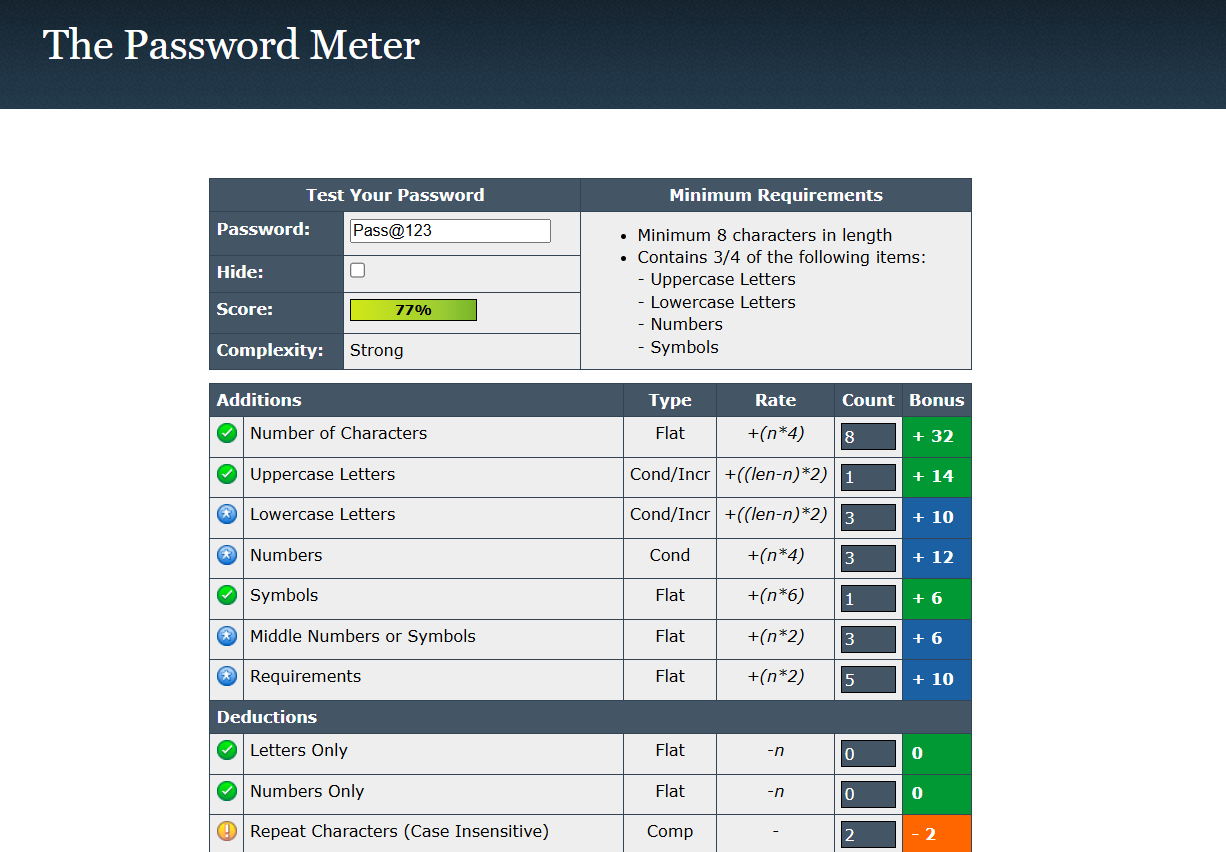 The Password Meter
Test Your Password Minimum Requirements
Password: Pass@123
Hide:
Score: 77%
Complexity: Strong
• Minimum 8 characters in length
• Contains 3/4 of the following items:
- Uppercase Letters
- Lowercase Letters
- Numbers
- Symbols
Additions Type Rate Count Bonus
Number of Characters Flat +(n*4) 8 + 32
Uppercase Letters Cond/Incr +((len-n)*2) 1 + 14
Lowercase Letters Cond/Incr +((len-n)*2) 3 + 10
Numbers Cond +(n*4) 3 + 12
Symbols Flat +(n*6) 1 + 6
Middle Numbers or Symbols Flat +(n*2) 3 + 6
Requirements Flat +(n*2) 5 + 10
Deductions
Letters Only Flat -n 0 0
Numbers Only Flat -n 0 0
Repeat Characters (Case Insensitive) Comp - 2 - 2